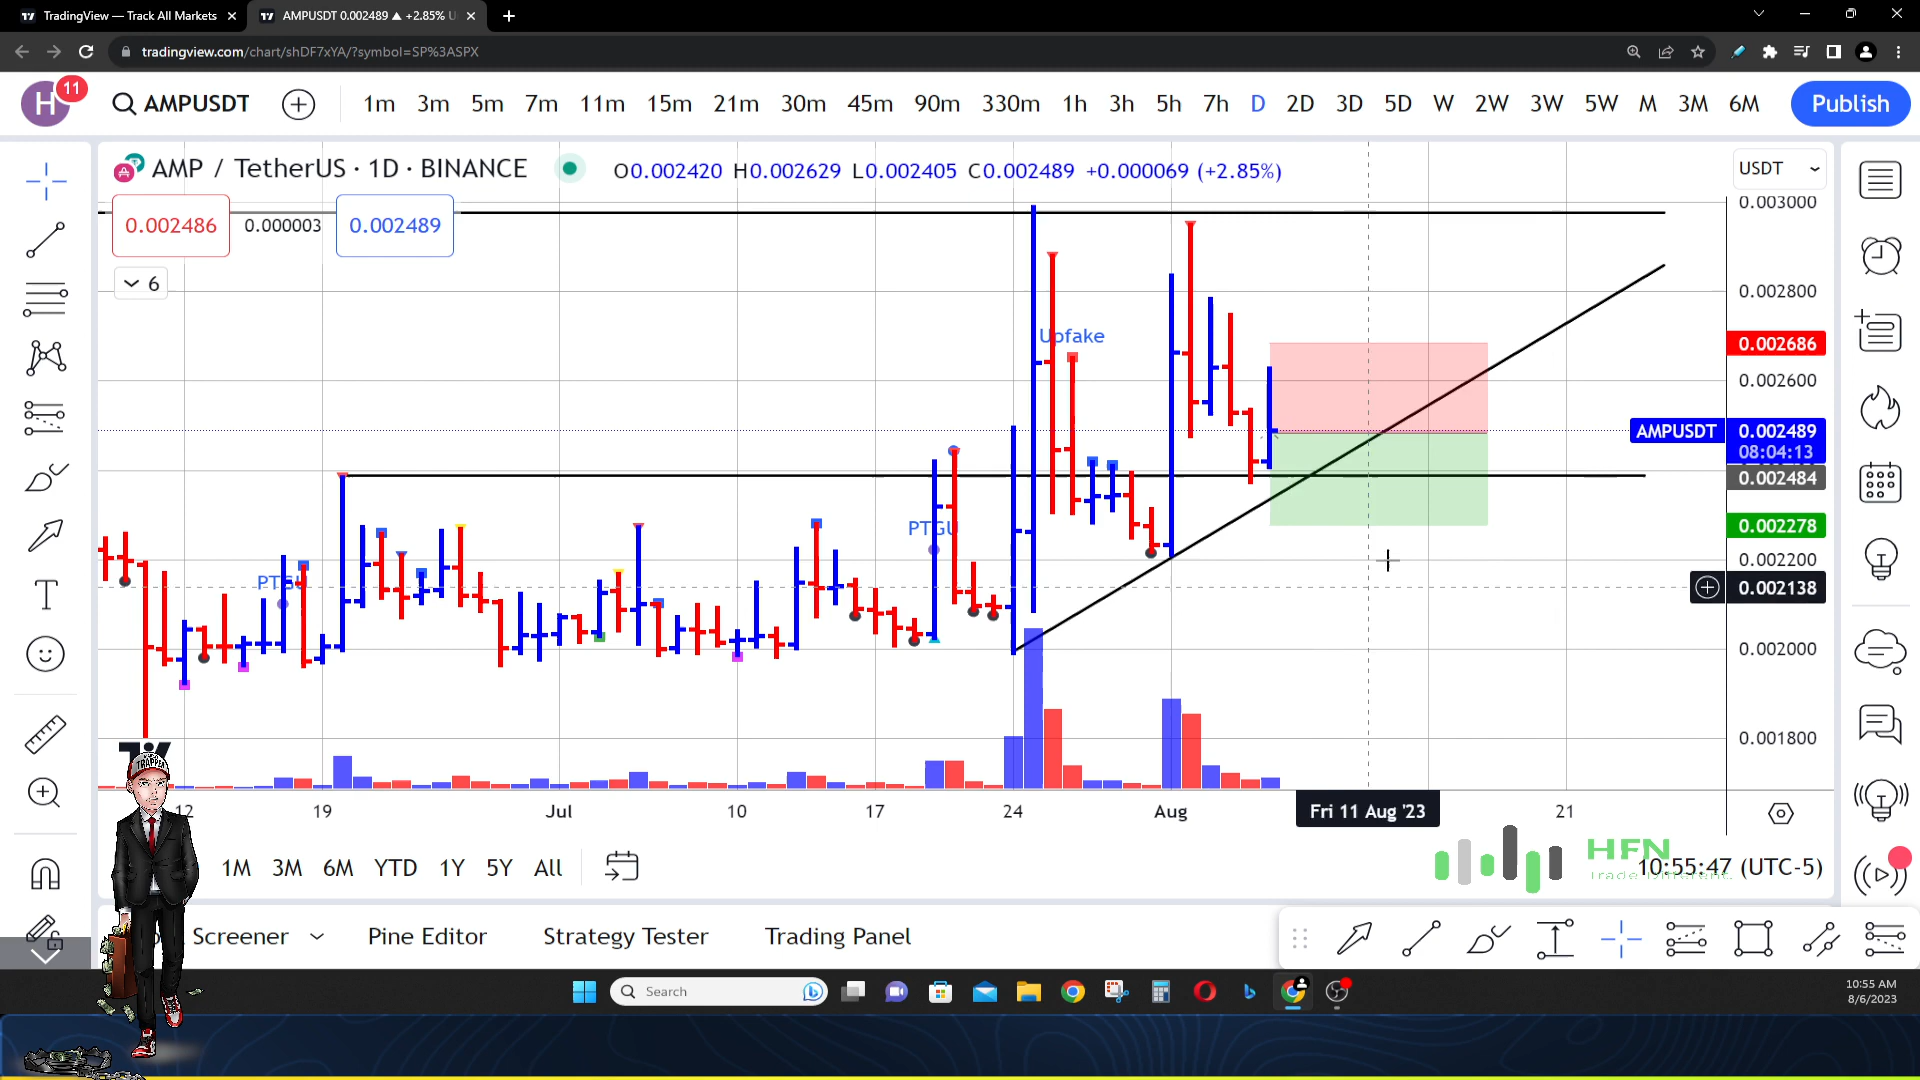 TradingView — Track All Markets
AMPUSDT 0.002489 ▲ +2.85% U
tradingview.com/chart/shDF7xYA/?symbol=SP%3ASPX
H
11
AMPUSDT
1m 3m 5m 7m 11m 15m 21m 30m 45m 90m 330m 1h 3h 5h 7h D 2D 3D 5D W 2W 3W 5W M 3M 6M
Publish
AMP / TetherUS · 1D · BINANCE
O0.002420 H0.002629 L0.002405 C0.002489 +0.000069 (+2.85%)
USDT
0.002486
0.000003
0.002489
6
0.003000
0.002800
0.002686
0.002600
AMPUSDT
0.002489
08:04:13
0.002484
0.002278
0.002200
0.002138
0.002000
0.001800
Upfake
PTGU
12 19 Jul 10 17 24 Aug Fri 11 Aug '23 21
TRAPPER
1M 3M 6M YTD 1Y 5Y All
HFN
Trade Different.
10:55:47 (UTC-5)
Screener
Pine Editor
Strategy Tester
Trading Panel
Search
10:55 AM
8/6/2023